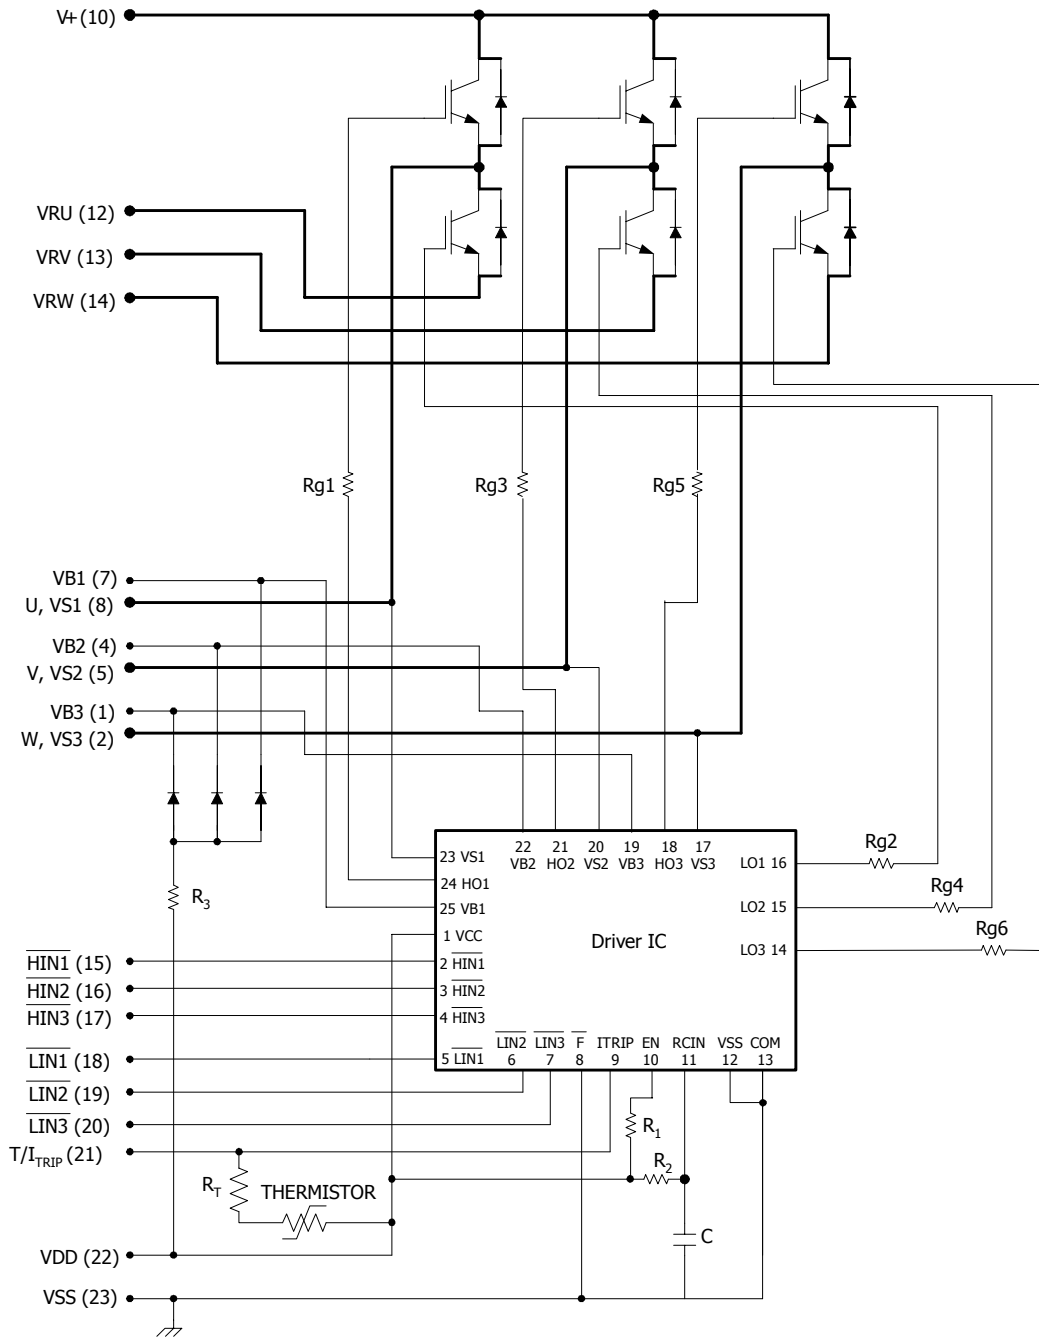 V+ (10)
VRU (12)
VRV (13)
VRW (14)
Rg1
Rg3
Rg5
VB1 (7)
U, VS1 (8)
VB2 (4)
V, VS2 (5)
VB3 (1)
W, VS3 (2)
R3
22 21 20 19 18 17
VB2 HO2 VS2 VB3 HO3 VS3
23 VS1
24 HO1
25 VB1
1 VCC
2 HIN1
3 HIN2
4 HIN3
5 LIN1
Driver IC
LO1 16
LO2 15
LO3 14
Rg2
Rg4
Rg6
LIN2 LIN3 F ITRIP EN RCIN VSS COM
6 7 8 9 10 11 12 13
HIN1 (15)
HIN2 (16)
HIN3 (17)
LIN1 (18)
LIN2 (19)
LIN3 (20)
T/ITRIP (21)
R1
R2
RT
THERMISTOR
C
VDD (22)
VSS (23)